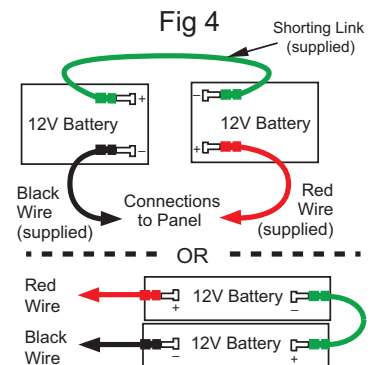 Fig 4
Shorting Link
(supplied)
+
–
12V Battery
12V Battery
–
+
Black
Wire
(supplied)
Connections
to Panel
Red
Wire
(supplied)
OR
Red
Wire
12V Battery
+
–
Black
Wire
12V Battery
–
+